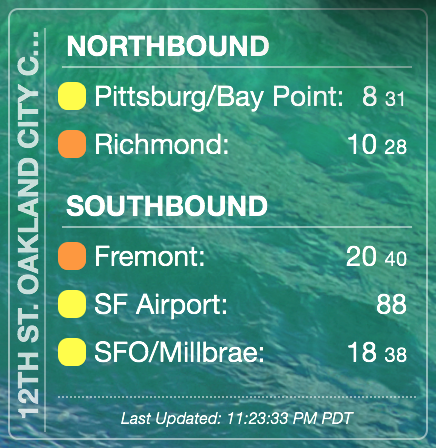 12TH ST. OAKLAND CITY C...
NORTHBOUND
Pittsburg/Bay Point: 8 31
Richmond: 10 28
SOUTHBOUND
Fremont: 20 40
SF Airport: 88
SFO/Millbrae: 18 38
Last Updated: 11:23:33 PM PDT